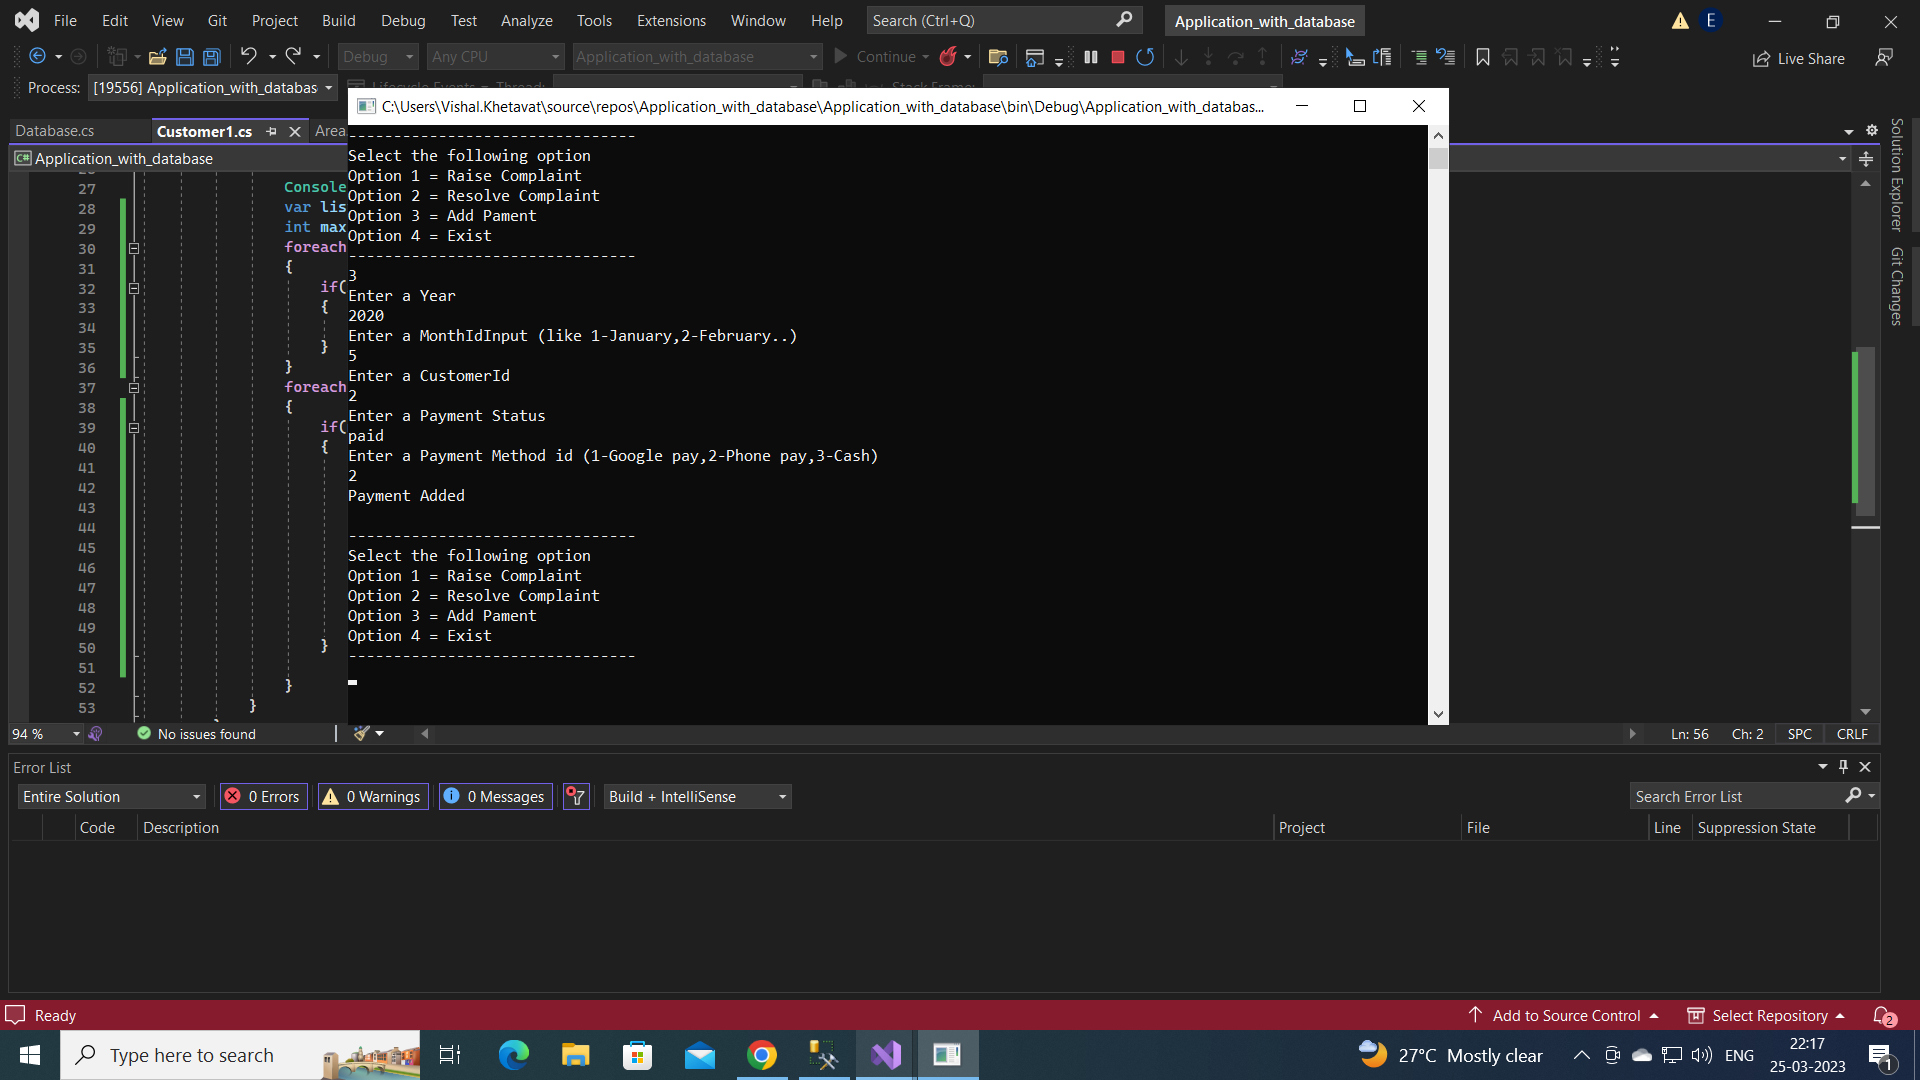 File Edit View Git Project Build Debug Test Analyze Tools Extensions Window Help Search (Ctrl+Q) Application_with_database E
Debug Any CPU Application_with_database Continue Live Share
Process: [19556] Application_with_databas Lifecycle Events Thread: Stack Frame:
C:\Users\Vishal.Khetavat\source\repos\Application_with_database\Application_with_database\bin\Debug\Application_with_databas...
Database.cs Customer1.cs Area
Application_with_database
-------------------------------- 
Select the following option
Option 1 = Raise Complaint
Option 2 = Resolve Complaint
Option 3 = Add Pament
Option 4 = Exist
--------------------------------
3
Enter a Year
2020
Enter a MonthIdInput (like 1-January,2-February..)
5
Enter a CustomerId
2
Enter a Payment Status
paid
Enter a Payment Method id (1-Google pay,2-Phone pay,3-Cash)
2
Payment Added
--------------------------------
Select the following option
Option 1 = Raise Complaint
Option 2 = Resolve Complaint
Option 3 = Add Pament
Option 4 = Exist
--------------------------------
27 Console
28 var lis
29 int max
30 foreach
31 {
32 if(
33 {
34
35 }
36 }
37 foreach
38 {
39 if(
40 {
41
42
43
44
45
46
47
48
49
50 }
51
52 }
53 }
Solution Explorer
Git Changes
94 % No issues found Ln: 56 Ch: 2 SPC CRLF
Error List
Entire Solution 0 Errors 0 Warnings 0 Messages Build + IntelliSense Search Error List
Code Description Project File Line Suppression State
Ready Add to Source Control Select Repository 2
Type here to search 27°C Mostly clear ENG 22:17
25-03-2023 1